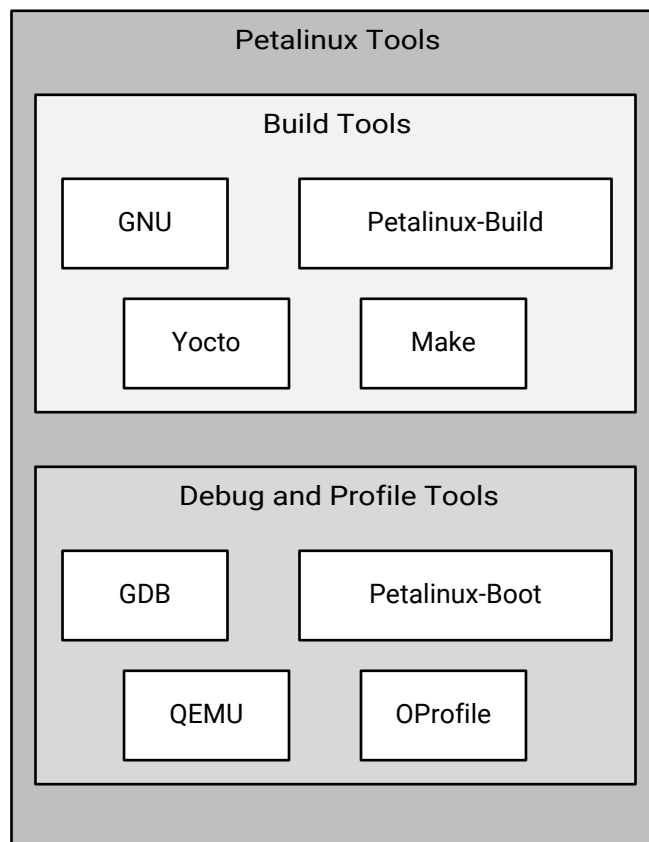 Petalinux Tools
Build Tools
GNU
Petalinux-Build
Yocto
Make
Debug and Profile Tools
GDB
Petalinux-Boot
QEMU
OProfile